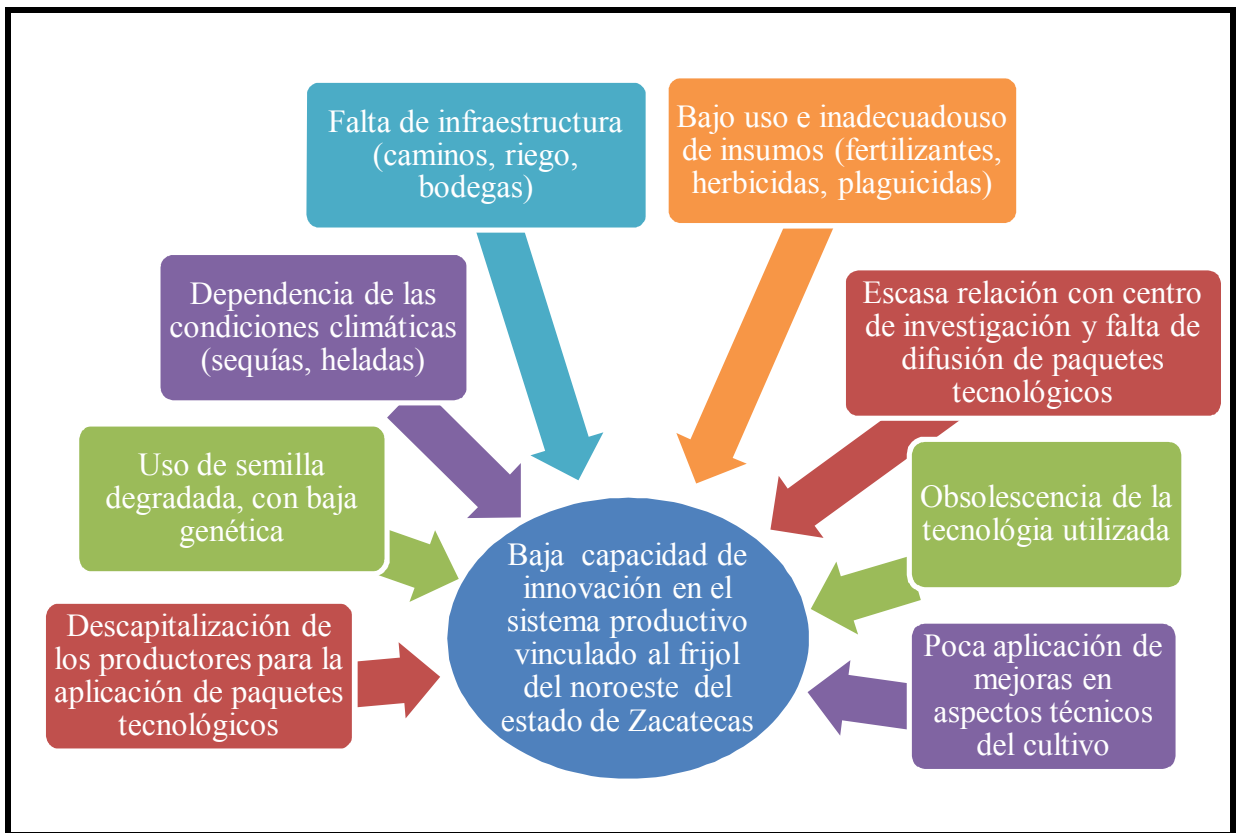 Falta de infraestructura
(caminos, riego,
bodegas)
Bajo uso e inadecuadouso
de insumos (fertilizantes,
herbicidas, plaguicidas)
Dependencia de las
condiciones climáticas
(sequías, heladas)
Escasa relación con centro
de investigación y falta de
difusión de paquetes
tecnológicos
Uso de semilla
degradada, con baja
genética
Obsolescencia de la
tecnológia utilizada
Descapitalización de
los productores para la
aplicación de paquetes
tecnológicos
Poca aplicación de
mejoras en
aspectos técnicos
del cultivo
Baja capacidad de
innovación en el
sistema productivo
vinculado al frijol
del noroeste del
estado de Zacatecas